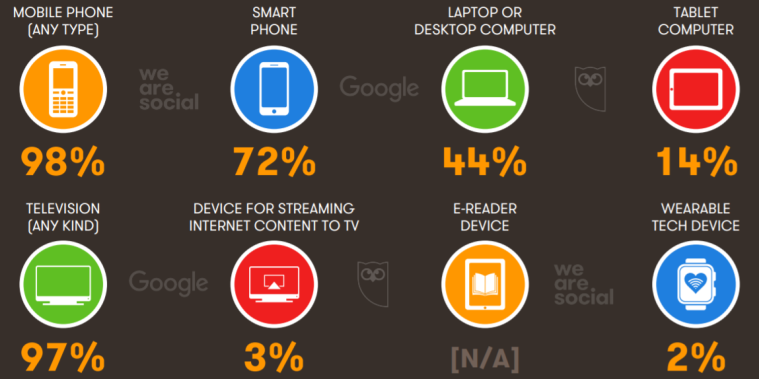 MOBILE PHONE
(ANY TYPE)
SMART
PHONE
LAPTOP OR
DESKTOP COMPUTER
TABLET
COMPUTER
we
are
social
Google
98%
72%
44%
14%
TELEVISION
(ANY KIND)
DEVICE FOR STREAMING
INTERNET CONTENT TO TV
E-READER
DEVICE
WEARABLE
TECH DEVICE
Google
we
are
social
97%
3%
[N/A]
2%